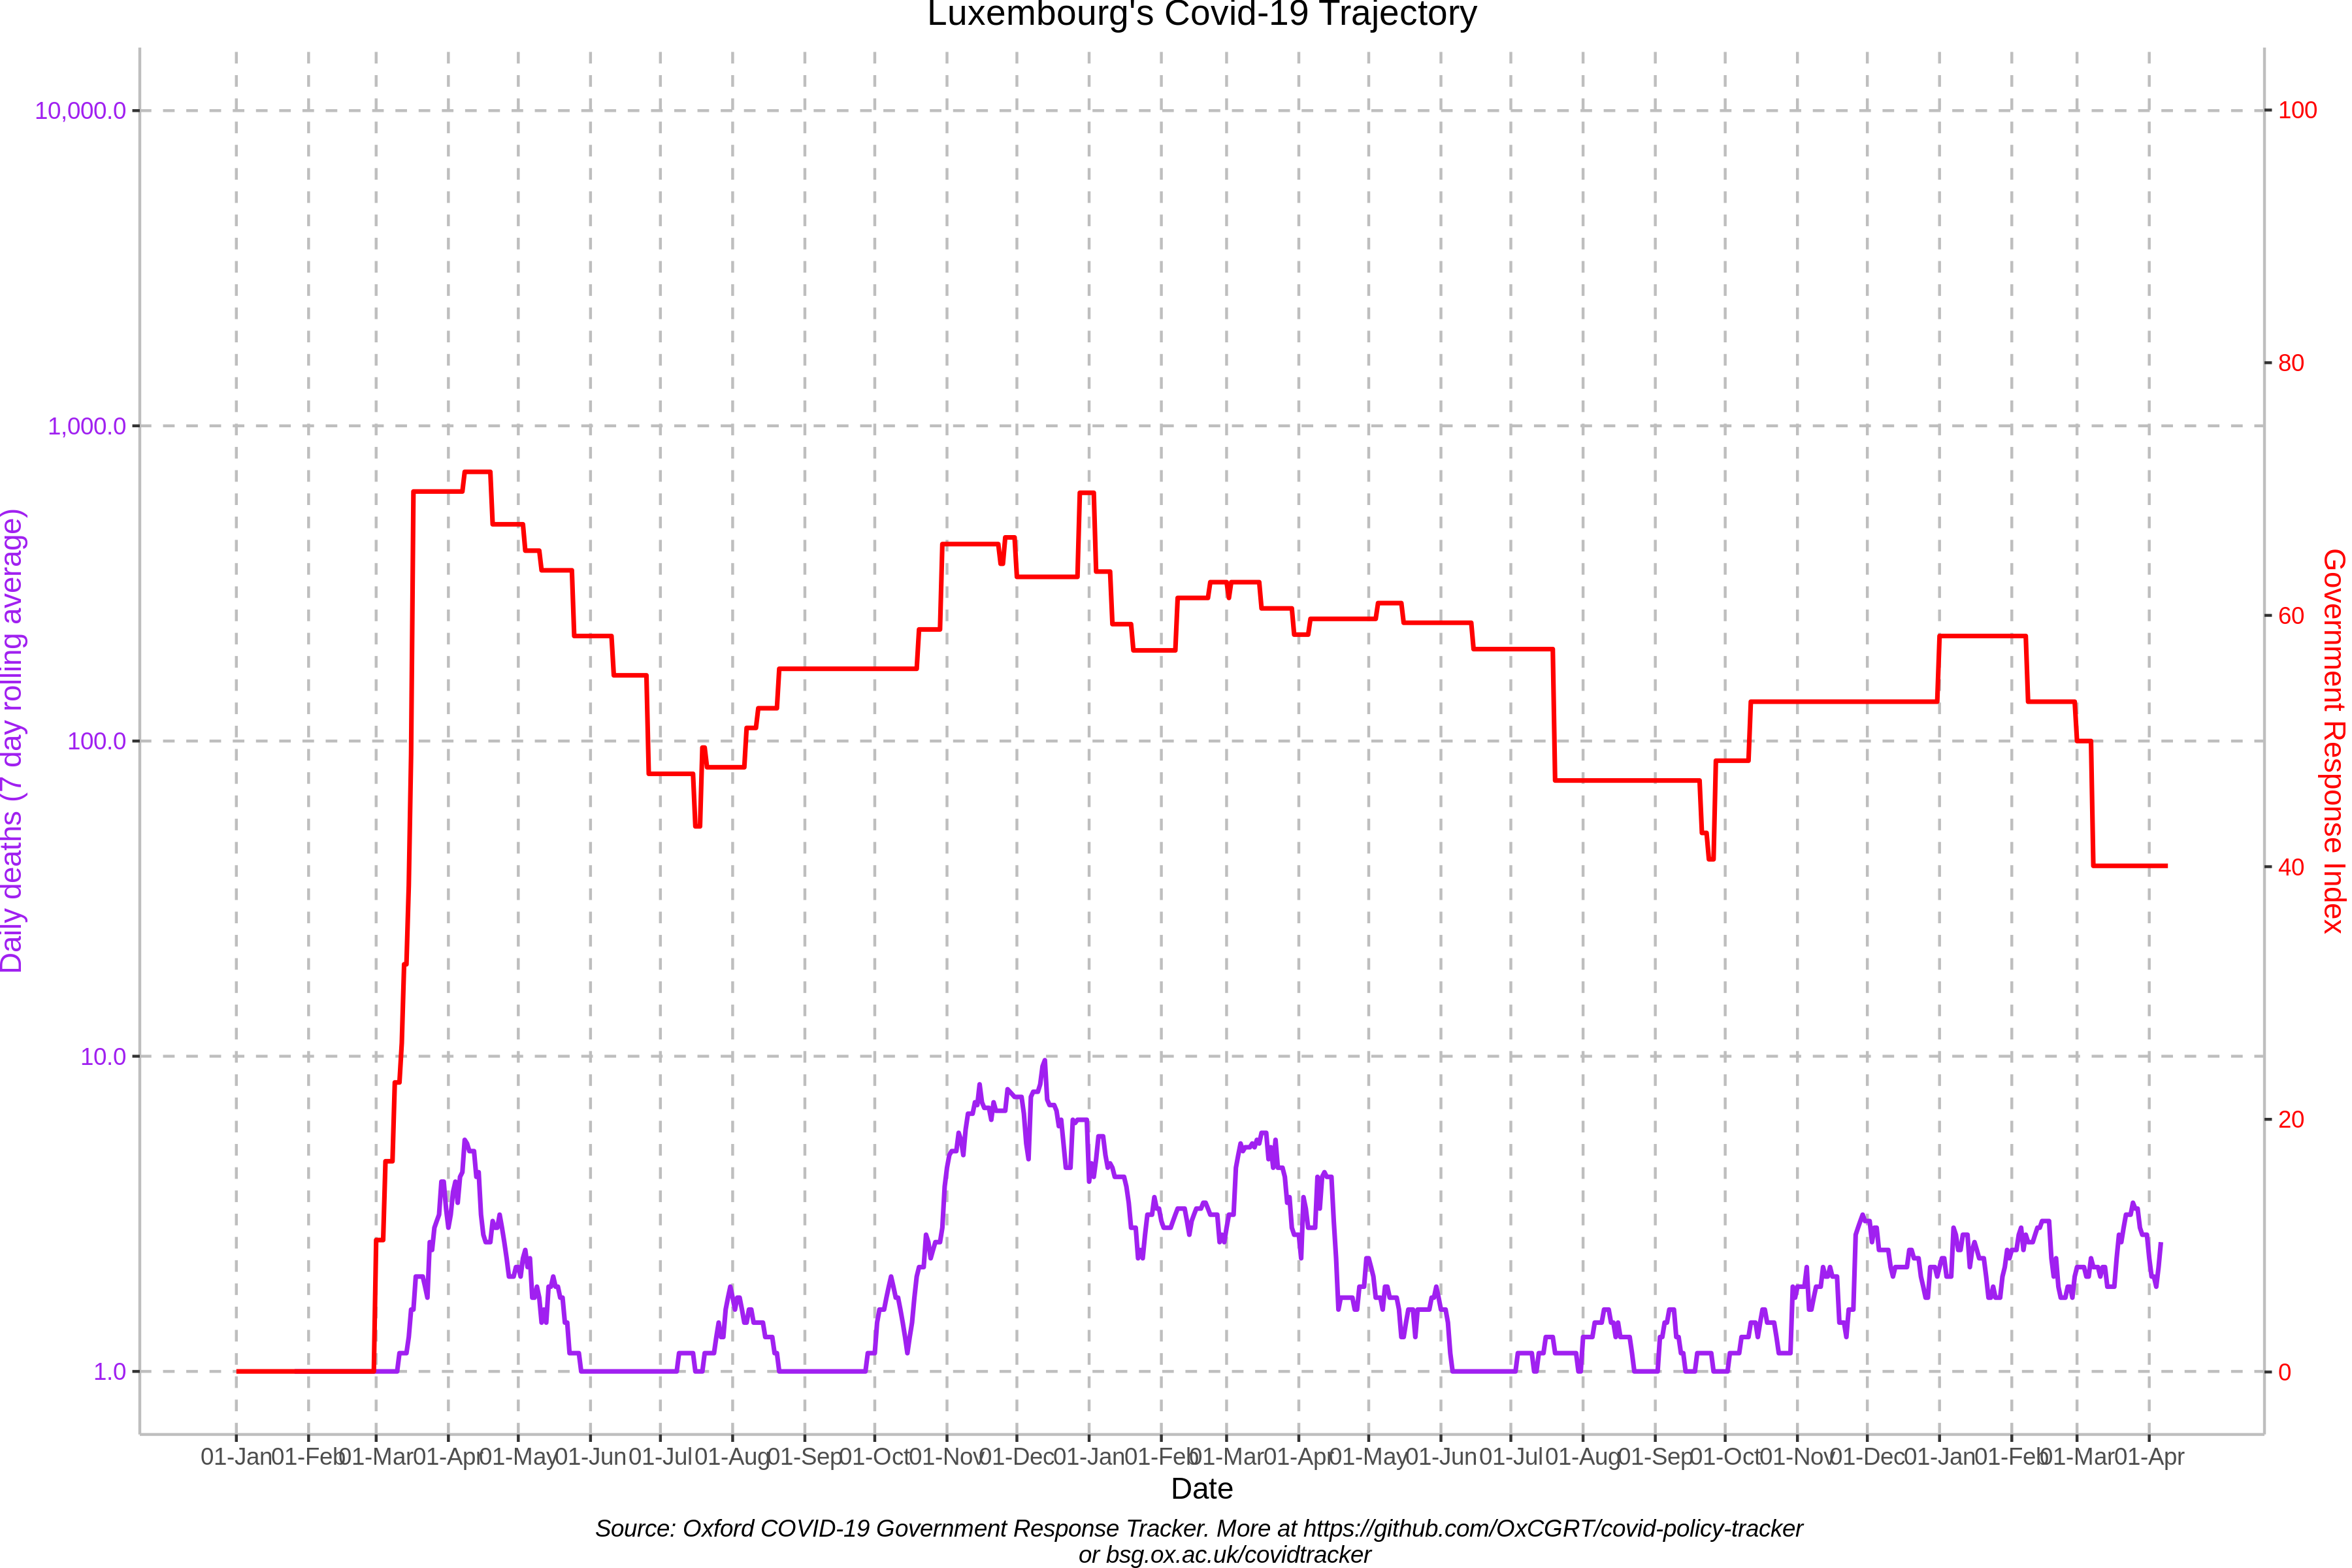 Luxembourg's Covid-19 Trajectory
Daily deaths (7 day rolling average)
10,000.0
1,000.0
100.0
10.0
1.0
100
80
60
40
20
0
Government Response Index
01-Jan 01-Feb 01-Mar 01-Apr 01-May 01-Jun 01-Jul 01-Aug 01-Sep 01-Oct 01-Nov 01-Dec 01-Jan 01-Feb 01-Mar 01-Apr 01-May 01-Jun 01-Jul 01-Aug 01-Sep 01-Oct 01-Nov 01-Dec 01-Jan 01-Feb 01-Mar 01-Apr
Date
Source: Oxford COVID-19 Government Response Tracker. More at https://github.com/OxCGRT/covid-policy-tracker
or bsg.ox.ac.uk/covidtracker